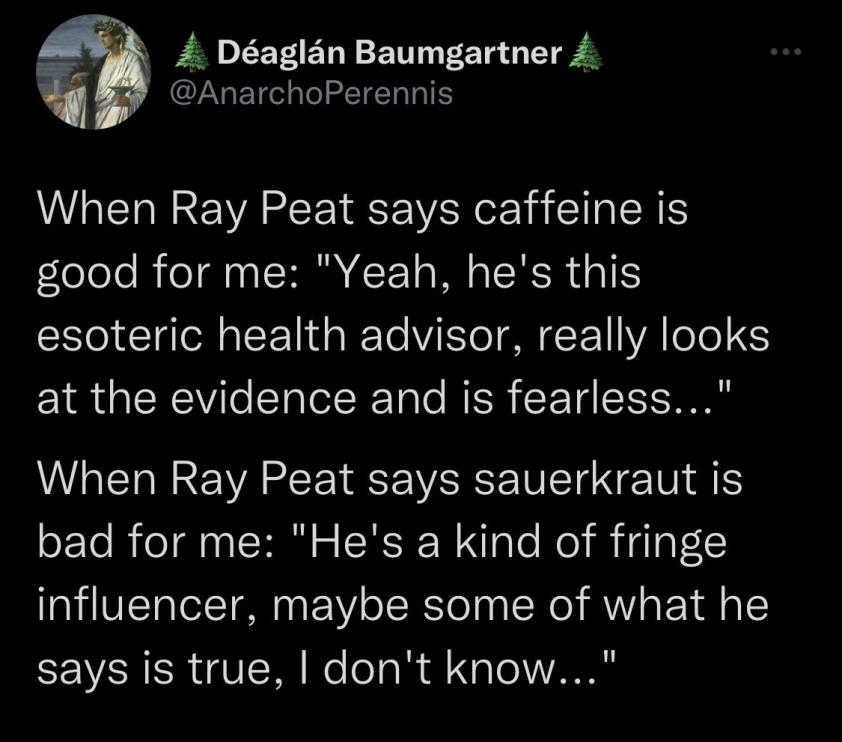 🌲Déaglán Baumgartner🌲
@AnarchoPerennis
When Ray Peat says caffeine is
good for me: "Yeah, he's this
esoteric health advisor, really looks
at the evidence and is fearless..."
When Ray Peat says sauerkraut is
bad for me: "He's a kind of fringe
influencer, maybe some of what he
says is true, I don't know..."